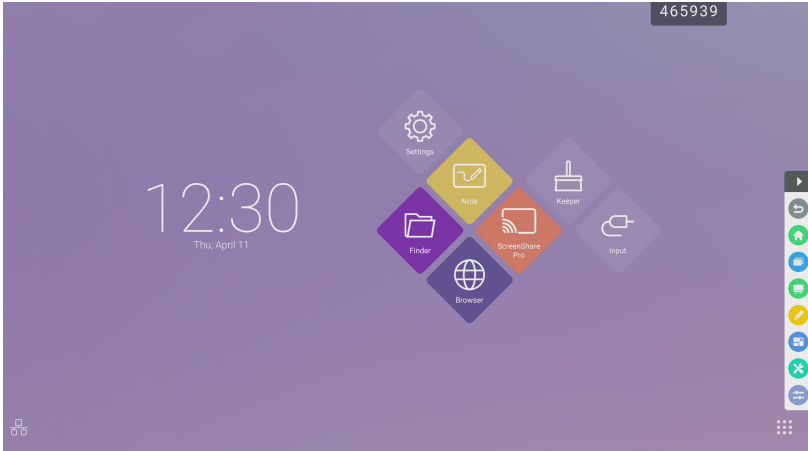 465939
Settings
12:30
Thu, April 11
Note
Keeper
Finder
ScreenShare
Pro
Input
Browser